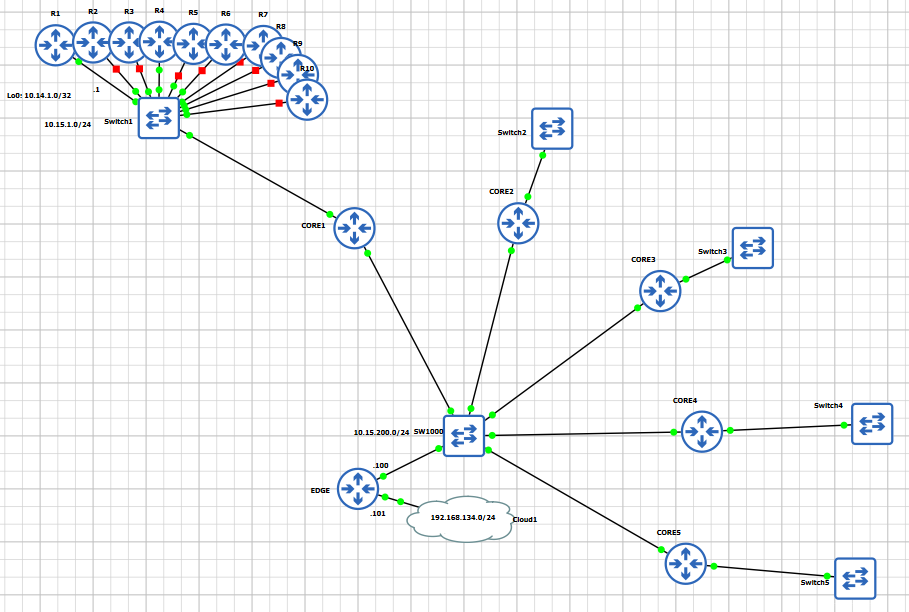 R1
R2
R3
R4
R5
R6
R7
R8
R9
R10
.1
Lo0: 10.14.1.0/32
10.15.1.0/24
Switch1
Switch2
CORE2
CORE1
Switch3
CORE3
CORE4
Switch4
10.15.200.0/24
SW1000
.100
EDGE
.101
192.168.134.0/24
Cloud1
CORE5
Switch5